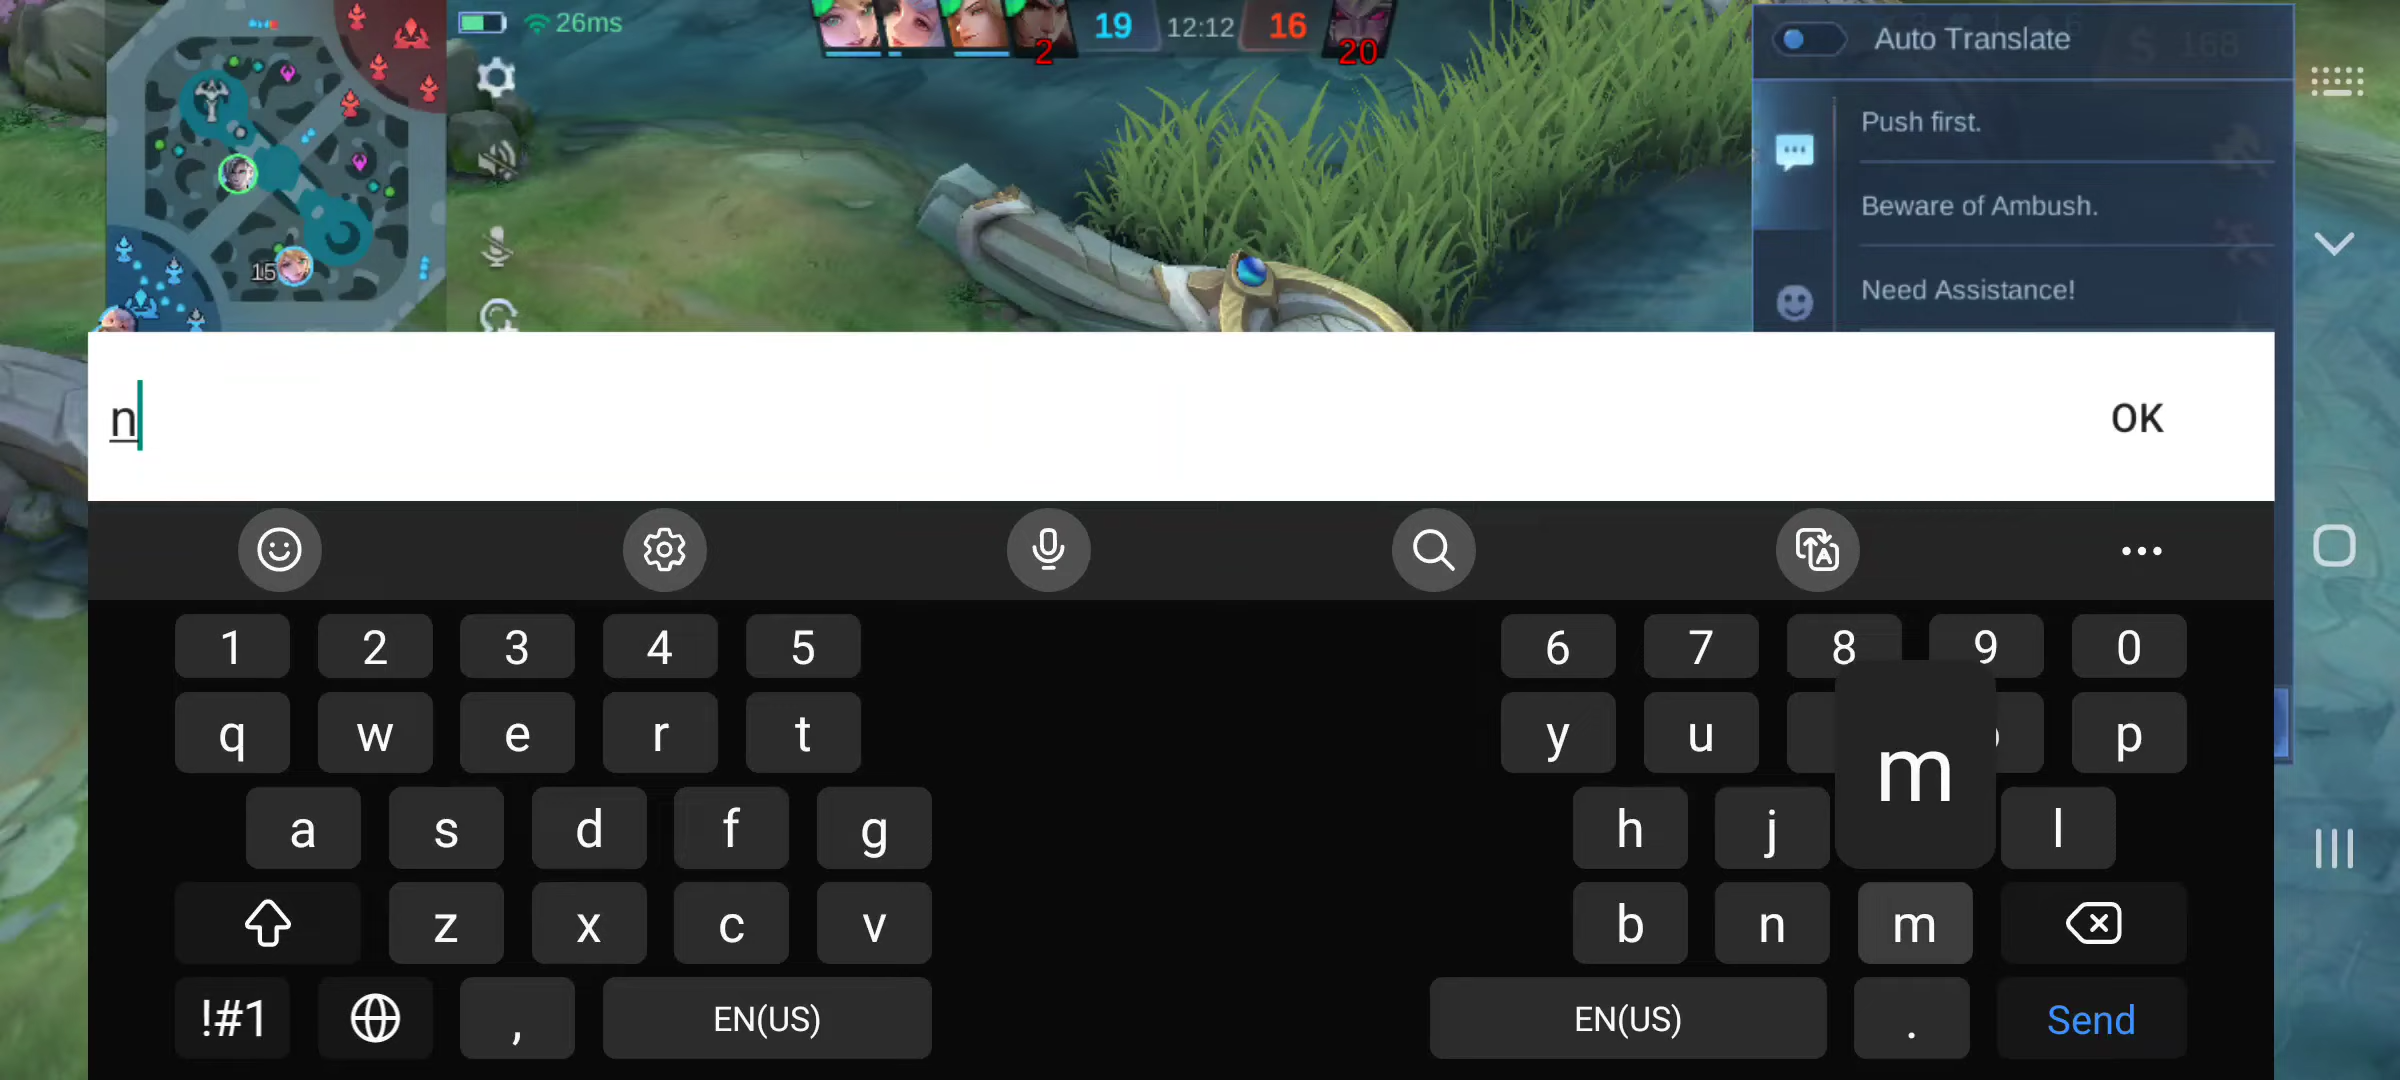 26ms
2
19
12:12
16
20
Auto Translate
$ 168
Push first.
Beware of Ambush.
Need Assistance!
15
n
OK
1 2 3 4 5 6 7 8 9 0
q w e r t y u p
m
a s d f g h j l
z x c v b n m
!#1 , EN(US) EN(US) . Send